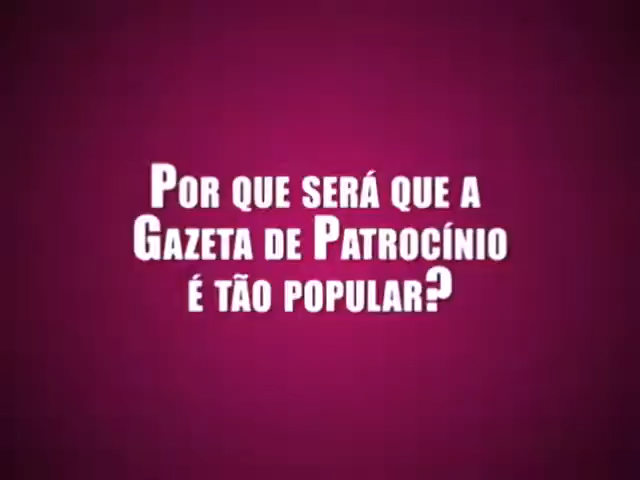 POR QUE SERÁ QUE A
GAZETA DE PATROCÍNIO
É TÃO POPULAR?